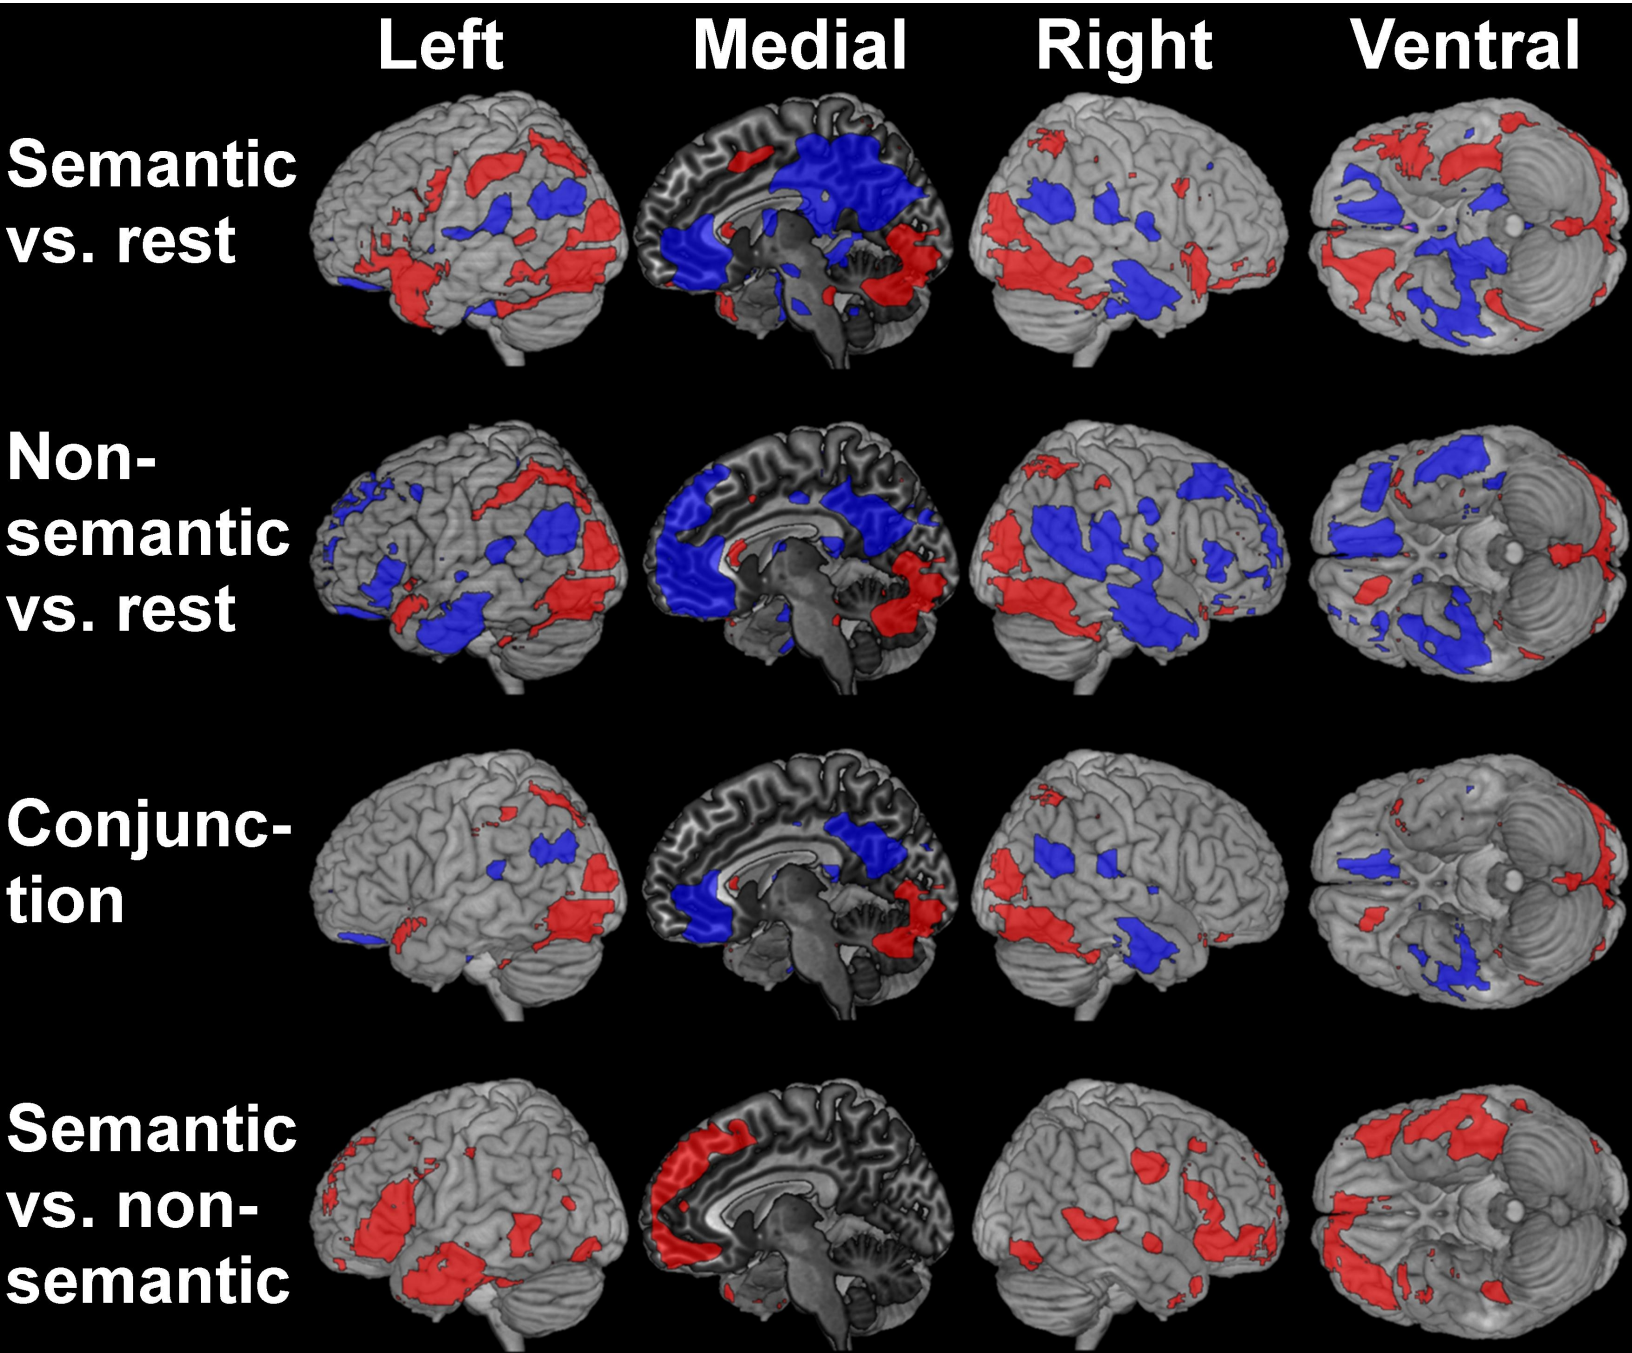 Left Medial Right Ventral
Semantic
vs. rest
Non-
semantic
vs. rest
Conjunc-
tion
Semantic
vs. non-
semantic